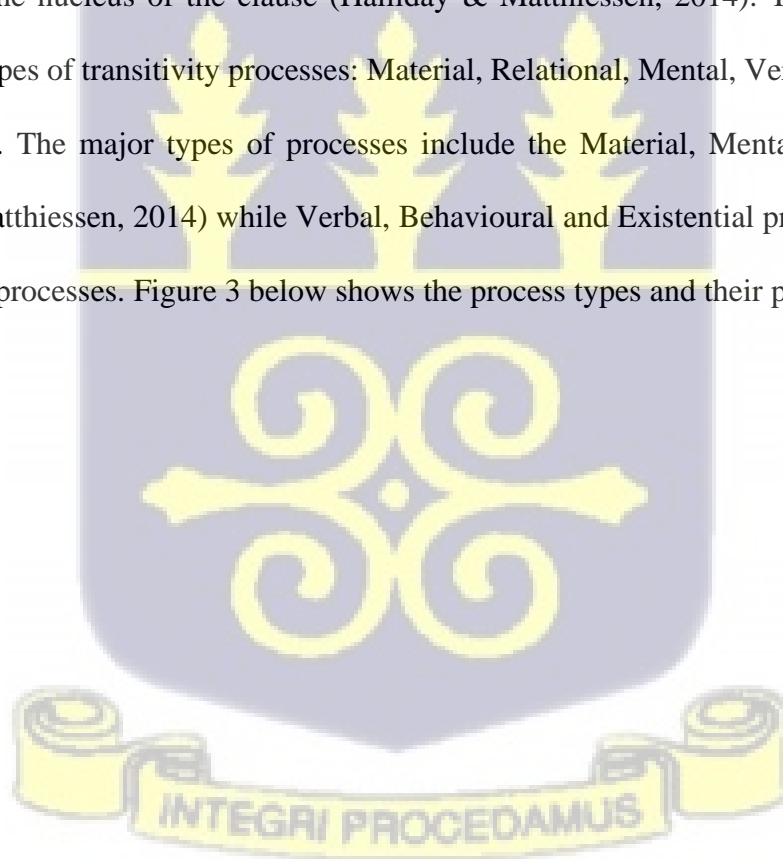 he nucleus of the clause (Halliday & Matthiessen, 2014). T
pes of transitivity processes: Material, Relational, Mental, Ve
. The major types of processes include the Material, Menta
atthiessen, 2014) while Verbal, Behavioural and Existential pr
processes. Figure 3 below shows the process types and their p
INTEGRI PROCEDAMUS